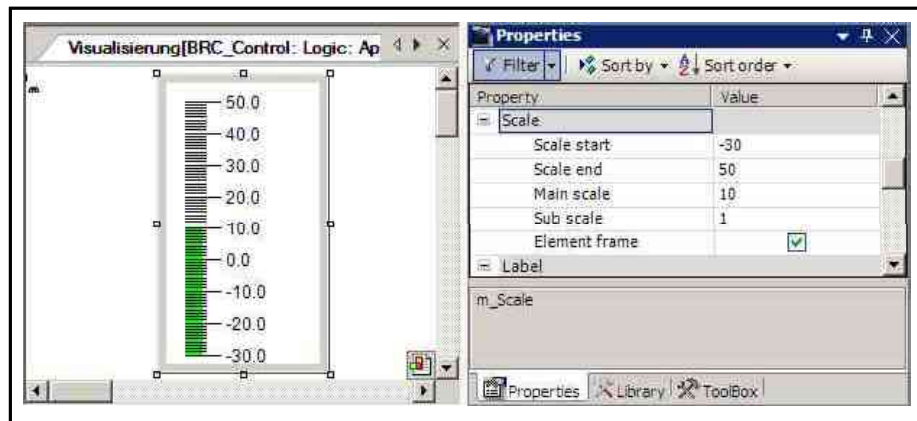 Visualisierung[BRC_Control: Logic: Ap
50.0
40.0
30.0
20.0
10.0
0.0
-10.0
-20.0
-30.0
Properties
Filter Sort by Sort order
Property Value
Scale
Scale start -30
Scale end 50
Main scale 10
Sub scale 1
Element frame
Label
m_Scale
Properties Library ToolBox